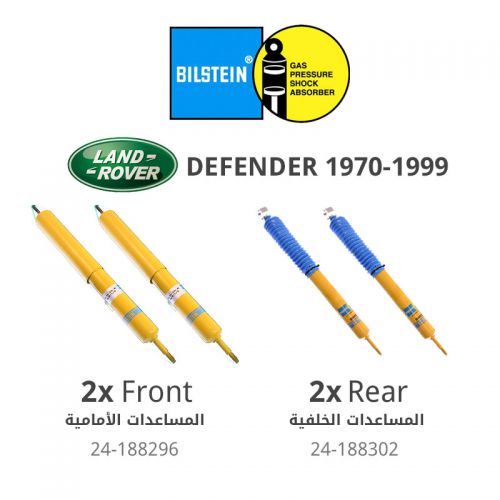 BILSTEIN®
GAS
PRESSURE
SHOCK
ABSORBER
LAND-
ROVER
DEFENDER 1970-1999
2x Front
المساعدات الأمامية
24-188296
2x Rear
المساعدات الخلفية
24-188302